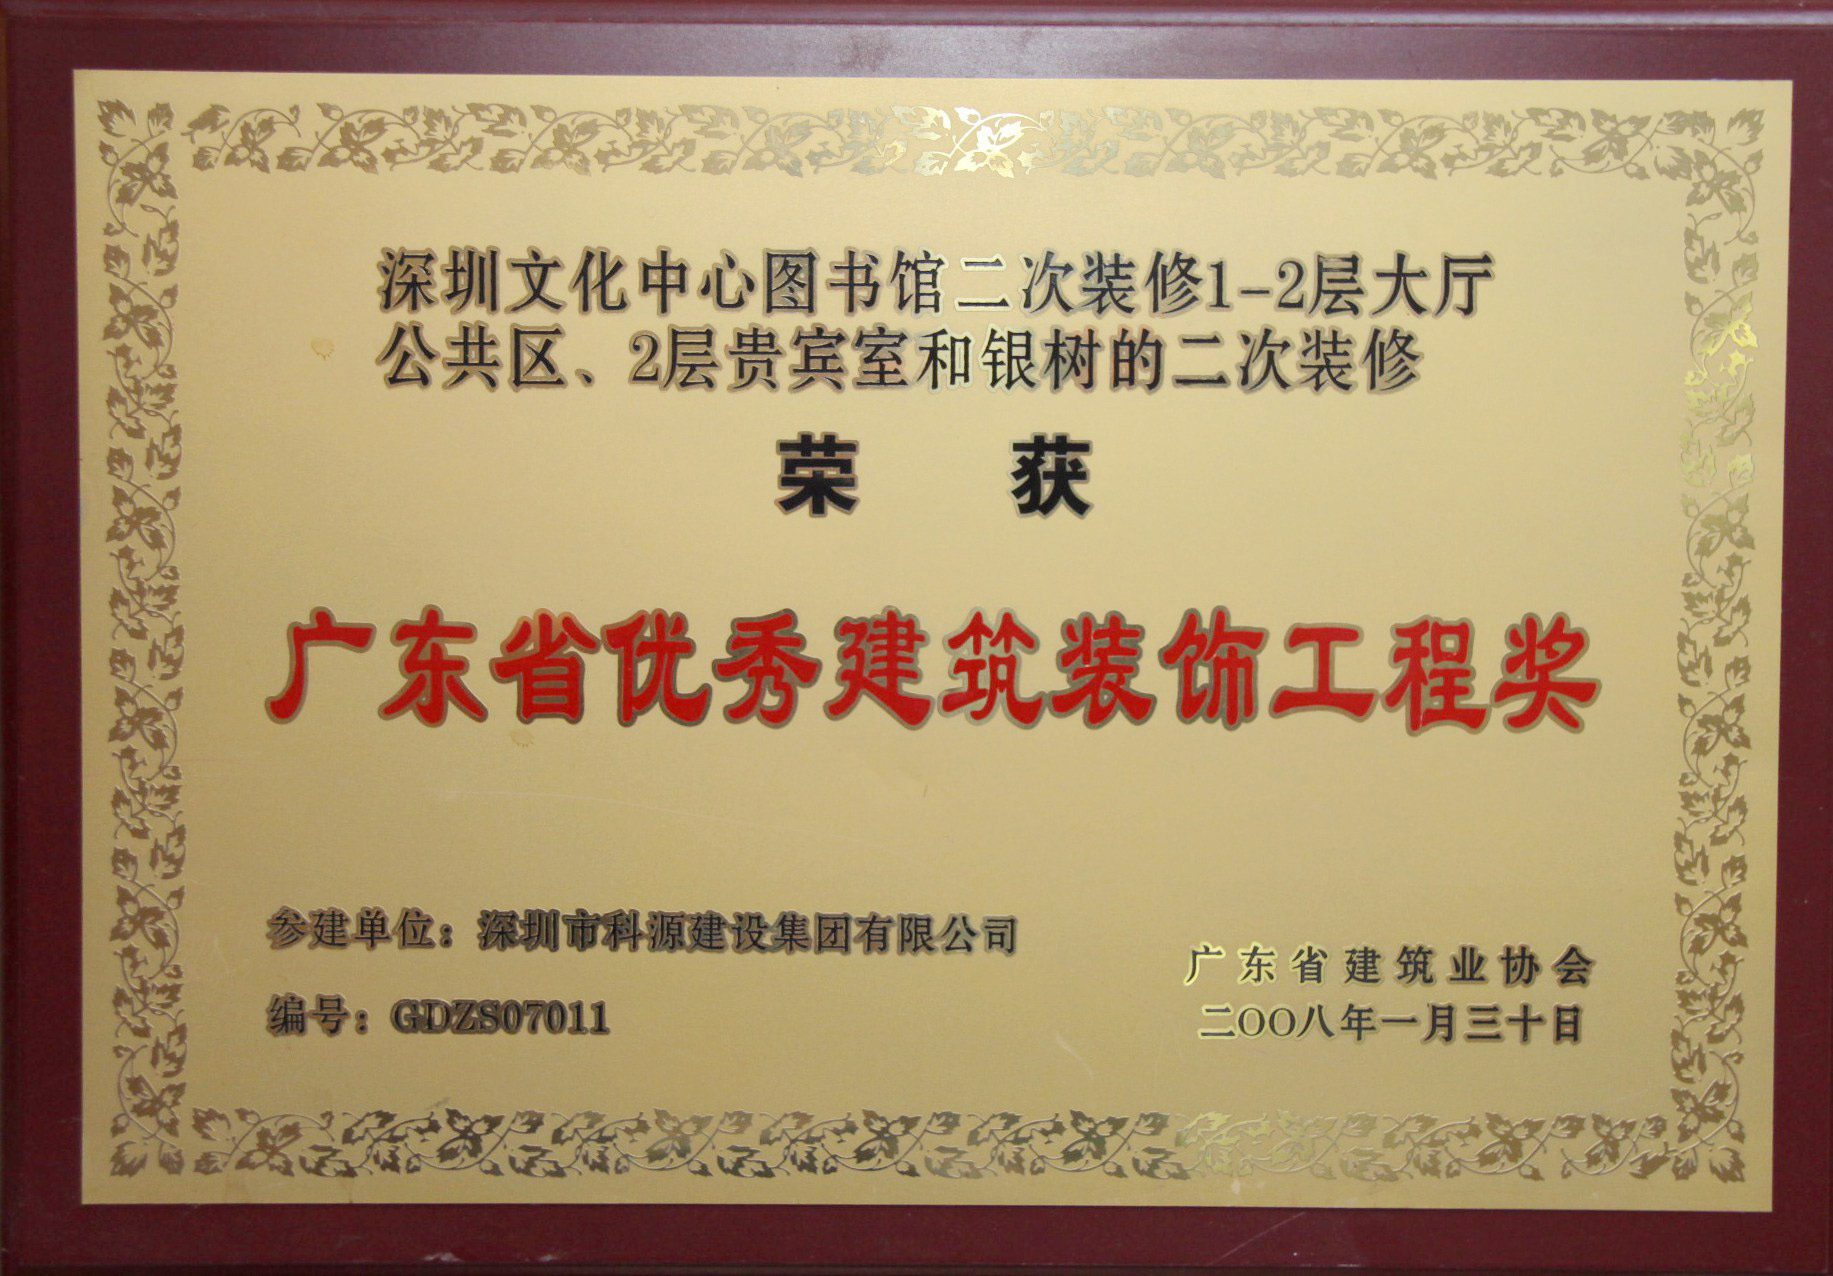 深圳文化中心图书馆二次装修1-2层大厅
公共区、2层贵宾室和银树的二次装修
荣 获
广东省优秀建筑装饰工程奖
参建单位：深圳市科源建设集团有限公司
编号：GDZS07011
广东省建筑业协会
二〇〇八年一月三十日